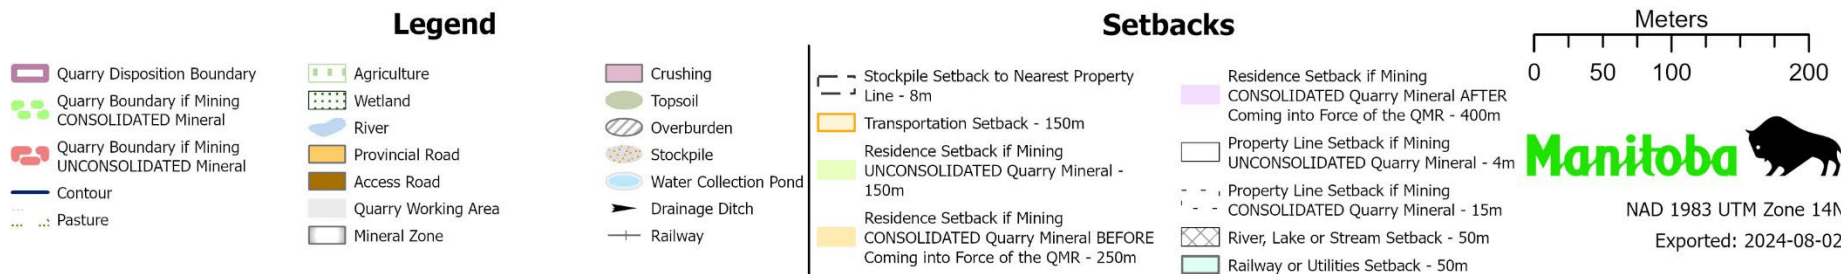 Legend
Quarry Disposition Boundary
Quarry Boundary if Mining
CONSOLIDATED Mineral
Quarry Boundary if Mining
UNCONSOLIDATED Mineral
Contour
Pasture
Agriculture
Wetland
River
Provincial Road
Access Road
Quarry Working Area
Mineral Zone
Crushing
Topsoil
Overburden
Stockpile
Water Collection Pond
Drainage Ditch
Railway
Setbacks
Stockpile Setback to Nearest Property
Line - 8m
Transportation Setback - 150m
Residence Setback if Mining
UNCONSOLIDATED Quarry Mineral -
150m
Residence Setback if Mining
CONSOLIDATED Quarry Mineral BEFORE
Coming into Force of the QMR - 250m
Residence Setback if Mining
CONSOLIDATED Quarry Mineral AFTER
Coming into Force of the QMR - 400m
Property Line Setback if Mining
UNCONSOLIDATED Quarry Mineral - 4m
Property Line Setback if Mining
CONSOLIDATED Quarry Mineral - 15m
River, Lake or Stream Setback - 50m
Railway or Utilities Setback - 50m
Meters
0 50 100 200
Manitoba
NAD 1983 UTM Zone 14N
Exported: 2024-08-02